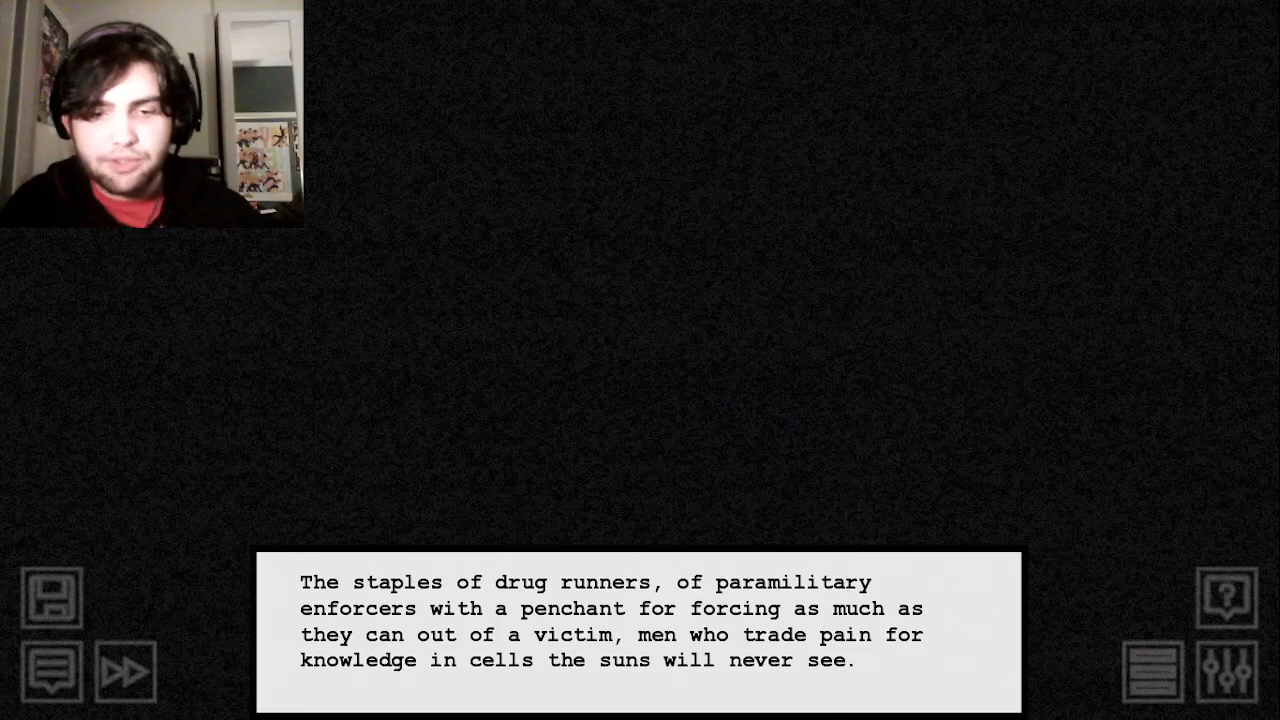 The staples of drug runners, of paramilitary
enforcers with a penchant for forcing as much as
they can out of a victim, men who trade pain for
knowledge in cells the suns will never see.
?